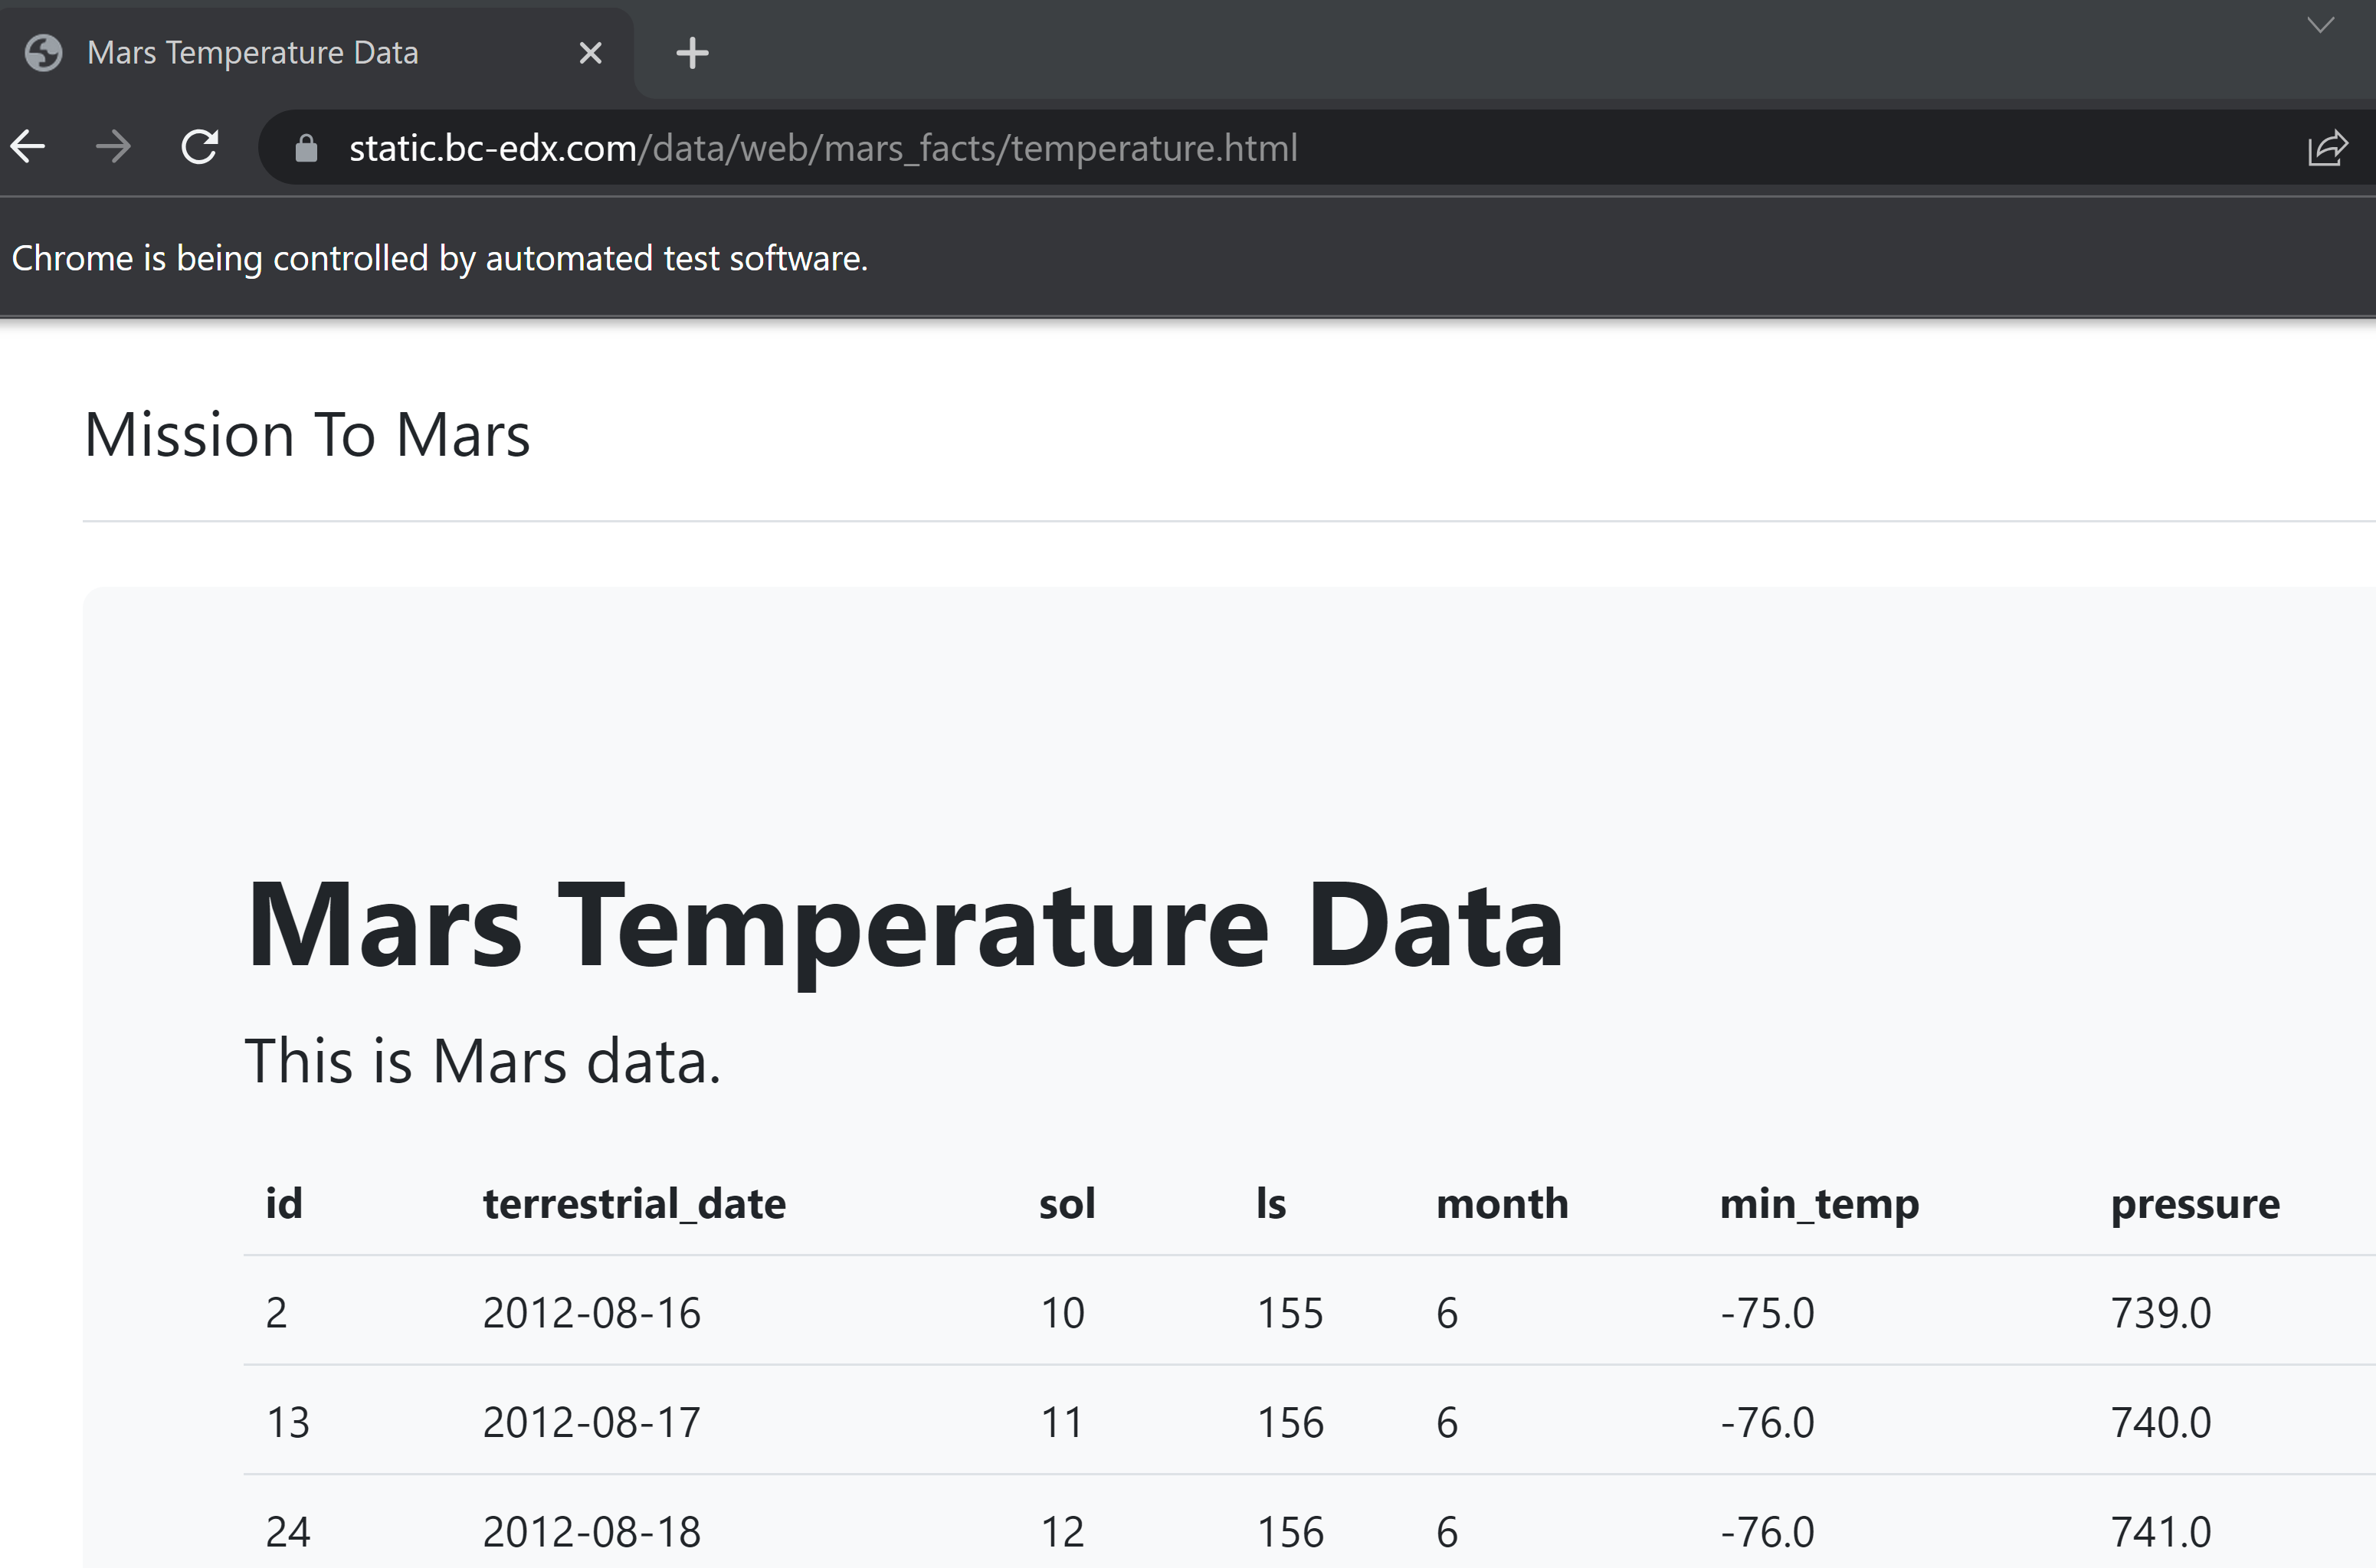 Mars Temperature Data
static.bc-edx.com/data/web/mars_facts/temperature.html
Chrome is being controlled by automated test software.
Mission To Mars
Mars Temperature Data
This is Mars data.
id terrestrial_date sol ls month min_temp pressure
2 2012-08-16 10 155 6 -75.0 739.0
13 2012-08-17 11 156 6 -76.0 740.0
24 2012-08-18 12 156 6 -76.0 741.0